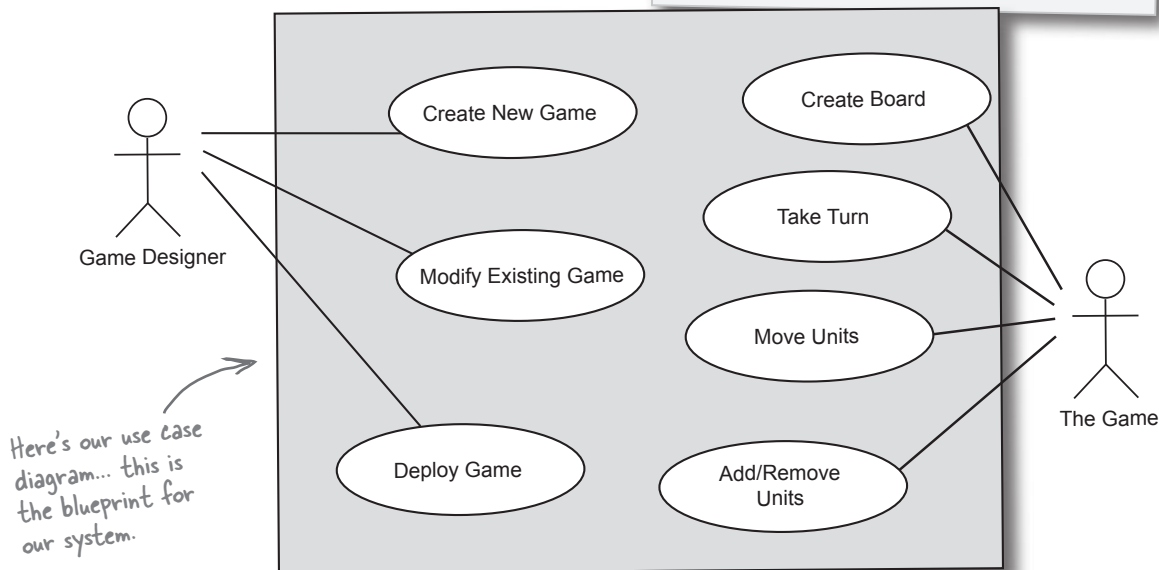 Create New Game
Create Board
Take Turn
Game Designer
Modify Existing Game
Move Units
The Game
Here's our use case
diagram... this is
the blueprint for
our system.
Deploy Game
Add/Remove
Units